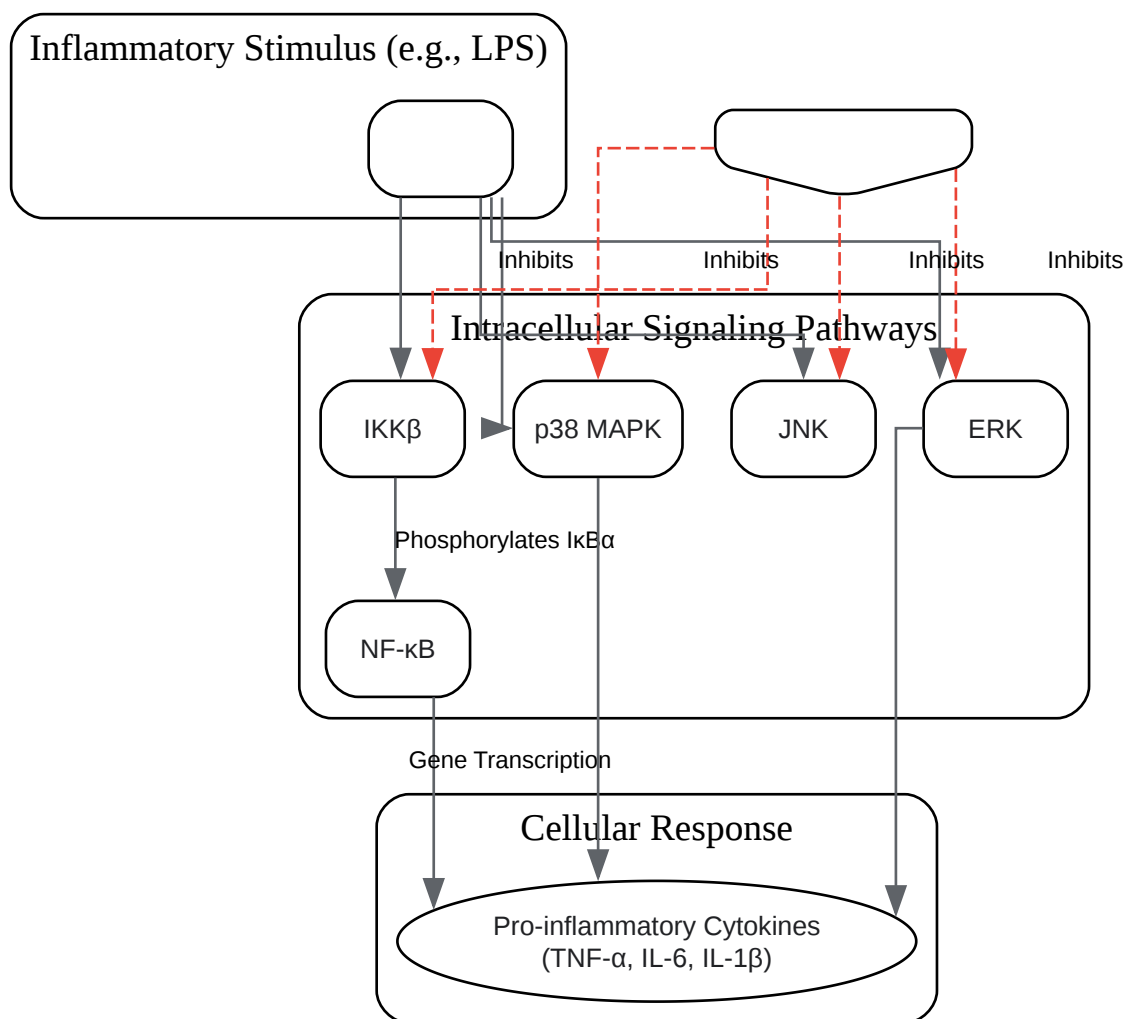 Inflammatory Stimulus (e.g., LPS)
Inhibits
Inhibits
Inhibits
Inhibits
Intracellular Signaling Pathways
IKKβ
p38 MAPK
JNK
ERK
Phosphorylates IκBα
NF-κB
Gene Transcription
Cellular Response
Pro-inflammatory Cytokines
(TNF-α, IL-6, IL-1β)